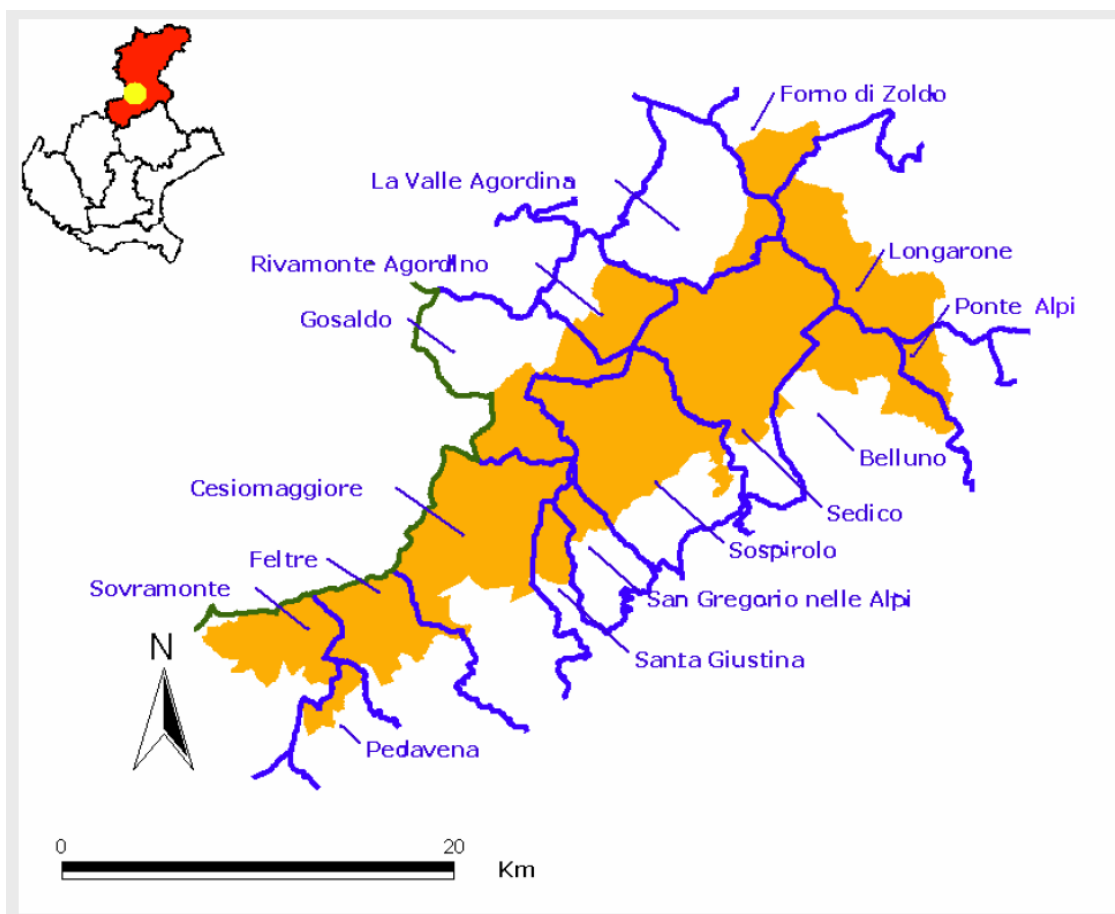 Forno di Zoldo
La Valle Agordina
Rivamonte Agordino
Longarone
Gosaldo
Ponte Alpi
Belluno
Cesiomaggiore
Sedico
Sospirolo
Feltre
Sovramonte
San Gregorio nelle Alpi
Santa Giustina
N
Pedavena
0 20
Km